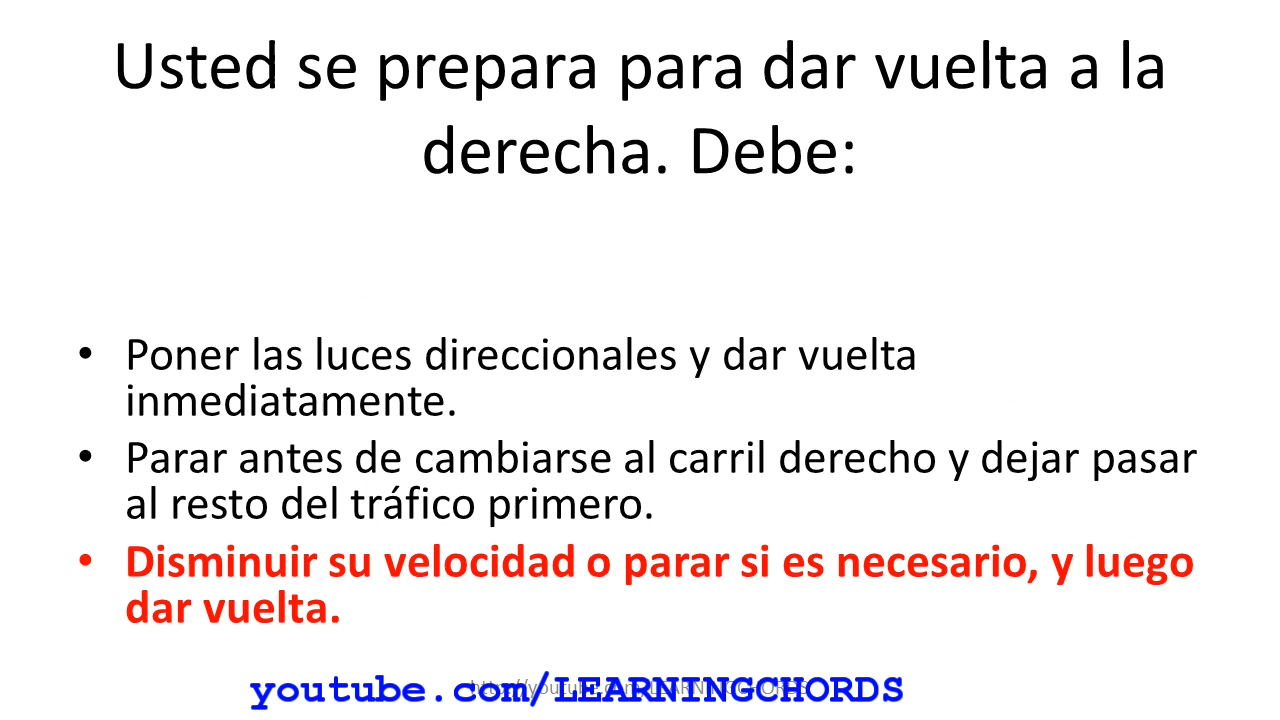 Usted se prepara para dar vuelta a la
derecha. Debe:
• Poner las luces direccionales y dar vuelta
inmediatamente.
• Parar antes de cambiarse al carril derecho y dejar pasar
al resto del tráfico primero.
• Disminuir su velocidad o parar si es necesario, y luego
dar vuelta.
youtube.com/LEARNINGCHORDS